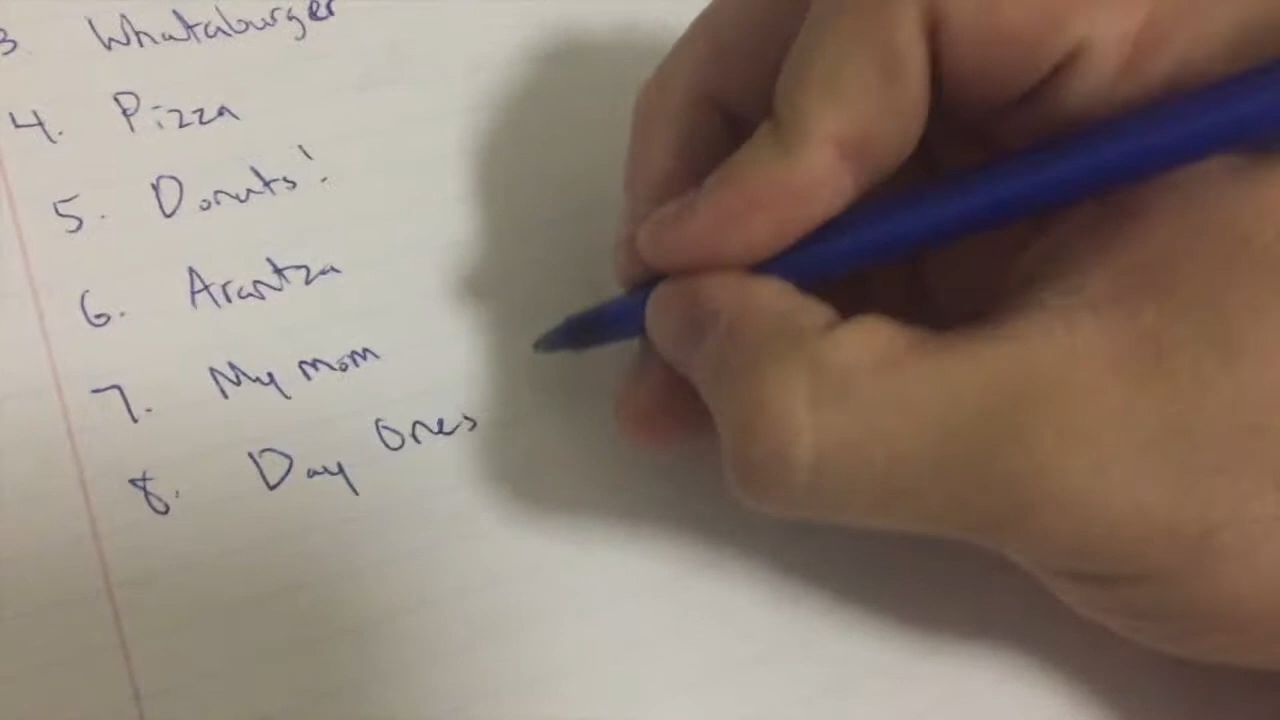 3 Whataburger
4. Pizza
5. Donuts!
6. Arantza
7. My mom
8. Day Ones